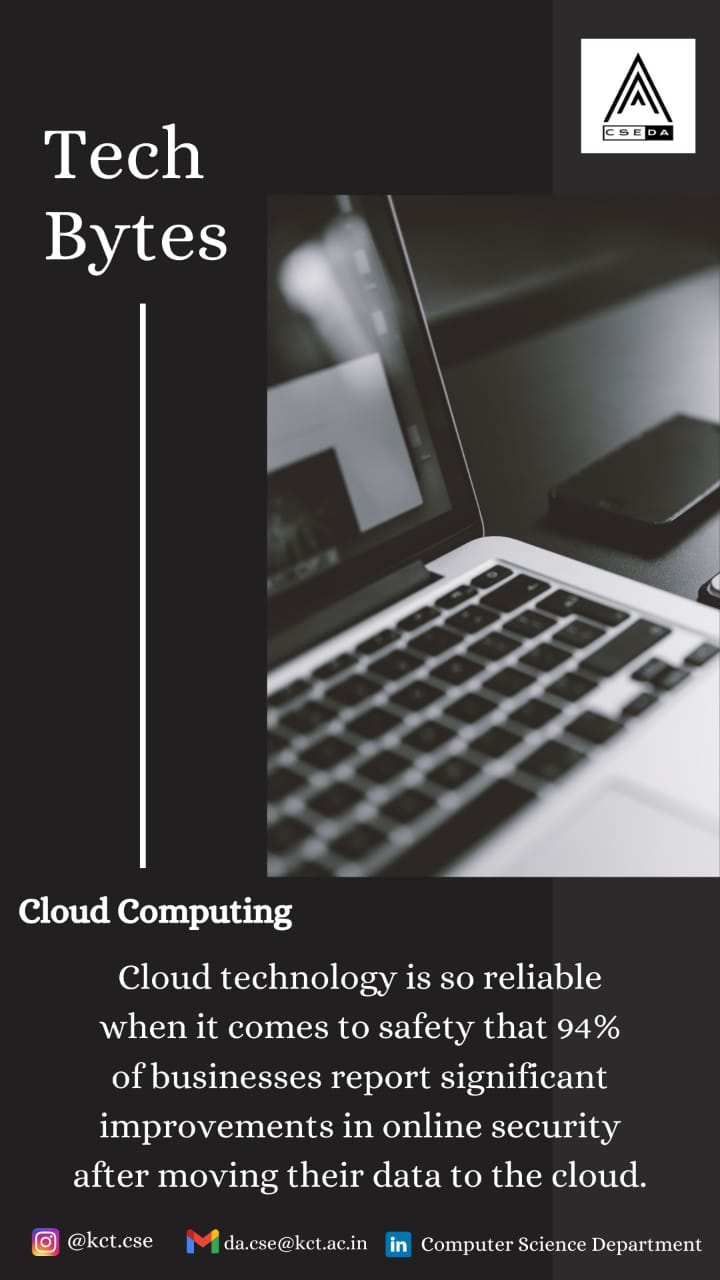 CSEDA
Tech
Bytes
Cloud Computing
Cloud technology is so reliable
when it comes to safety that 94%
of businesses report significant
improvements in online security
after moving their data to the cloud.
@kct.cse da.cse@kct.ac.in in Computer Science Department